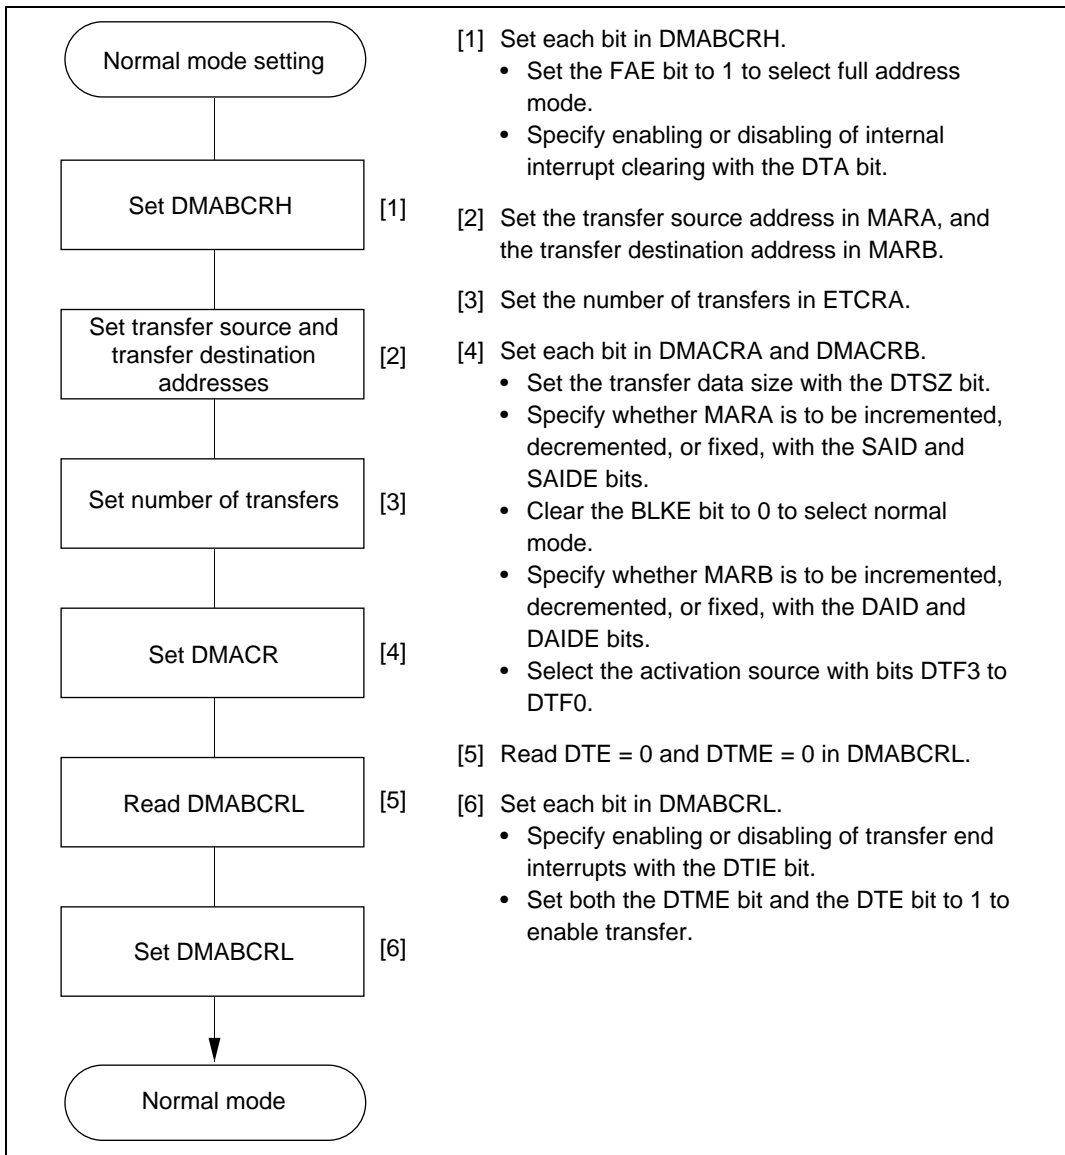 Normal mode setting
Set DMABCRH [1]
Set transfer source and
transfer destination
addresses
[2]
Set number of transfers [3]
Set DMACR [4]
Read DMABCRL [5]
Set DMABCRL [6]
Normal mode
[1] Set each bit in DMABCRH.
• Set the FAE bit to 1 to select full address
mode.
• Specify enabling or disabling of internal
interrupt clearing with the DTA bit.
[2] Set the transfer source address in MARA, and
the transfer destination address in MARB.
[3] Set the number of transfers in ETCRA.
[4] Set each bit in DMACRA and DMACRB.
• Set the transfer data size with the DTSZ bit.
• Specify whether MARA is to be incremented,
decremented, or fixed, with the SAID and
SAIDE bits.
• Clear the BLKE bit to 0 to select normal
mode.
• Specify whether MARB is to be incremented,
decremented, or fixed, with the DAID and
DAIDE bits.
• Select the activation source with bits DTF3 to
DTF0.
[5] Read DTE = 0 and DTME = 0 in DMABCRL.
[6] Set each bit in DMABCRL.
• Specify enabling or disabling of transfer end
interrupts with the DTIE bit.
• Set both the DTME bit and the DTE bit to 1 to
enable transfer.